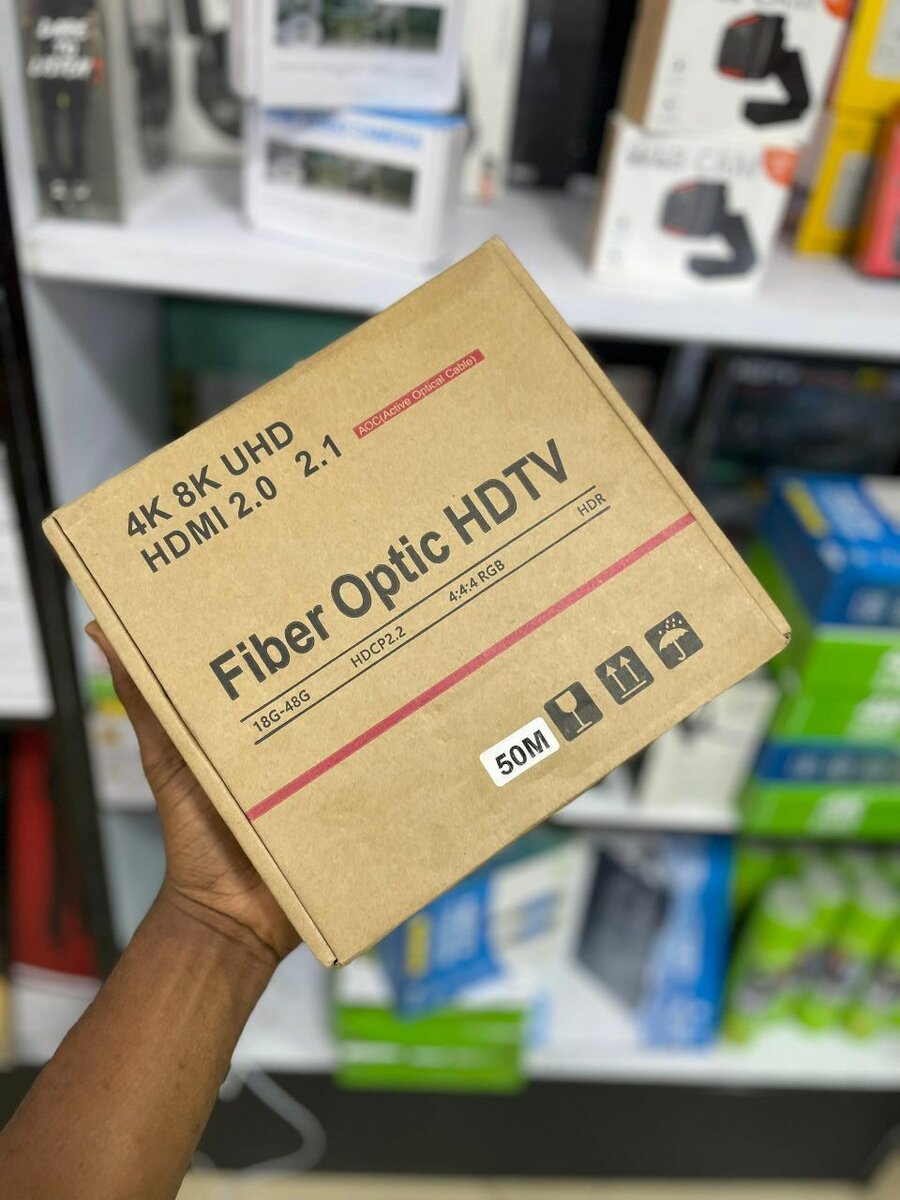 4K 8K UHD
HDMI 2.0 2.1
AOC(Active Optical Cable)
Fiber Optic HDTV
18G-48G HDCP2.2 4:4:4 RGB HDR
50M